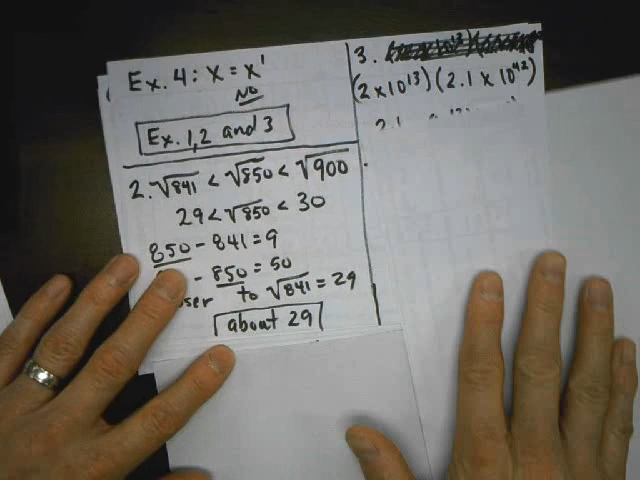 Ex. 4: x = x¹
NO
Ex. 1, 2 and 3
2. √841 < √850 < √900
29 < √850 < 30
850 - 841 = 9
- 850 = 50
to √841 = 29
about 29
3.
(2 x 10¹³) (2.1 x 10⁴²)